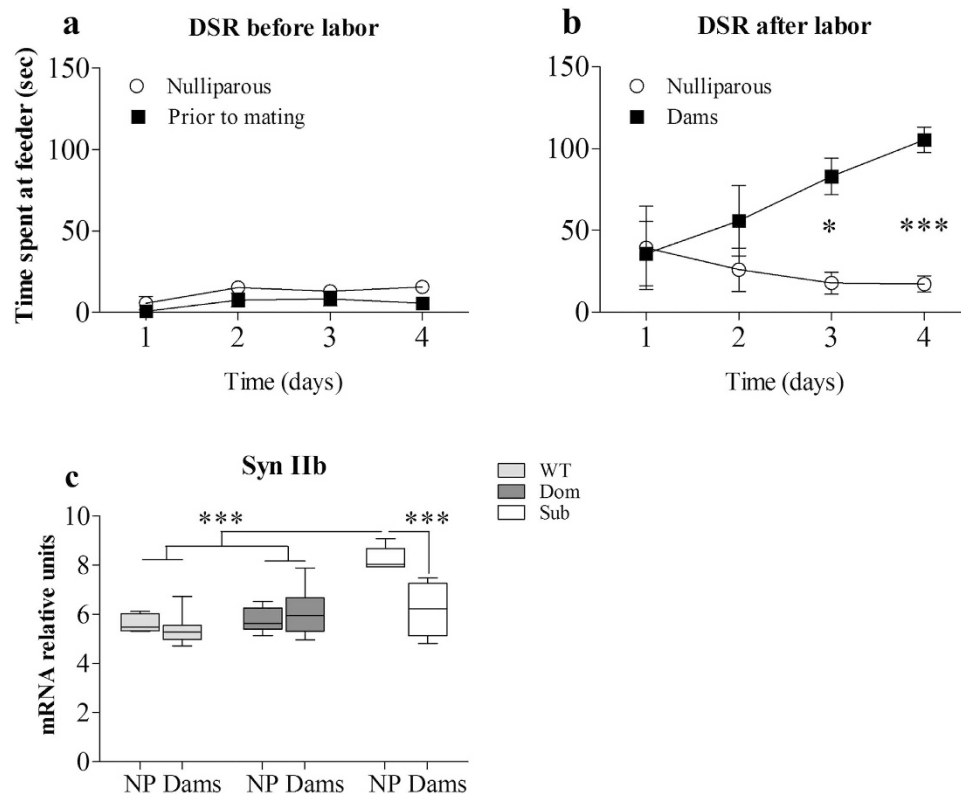 a
DSR before labor
Time spent at feeder (sec)
150
100
50
0
Nulliparous
Prior to mating
1 2 3 4
Time (days)
b
DSR after labor
150
100
50
0
Nulliparous
Dams
*
***
1 2 3 4
Time (days)
c
Syn IIb
WT
Dom
Sub
mRNA relative units
10
8
6
4
2
0
***
***
NP Dams NP Dams NP Dams